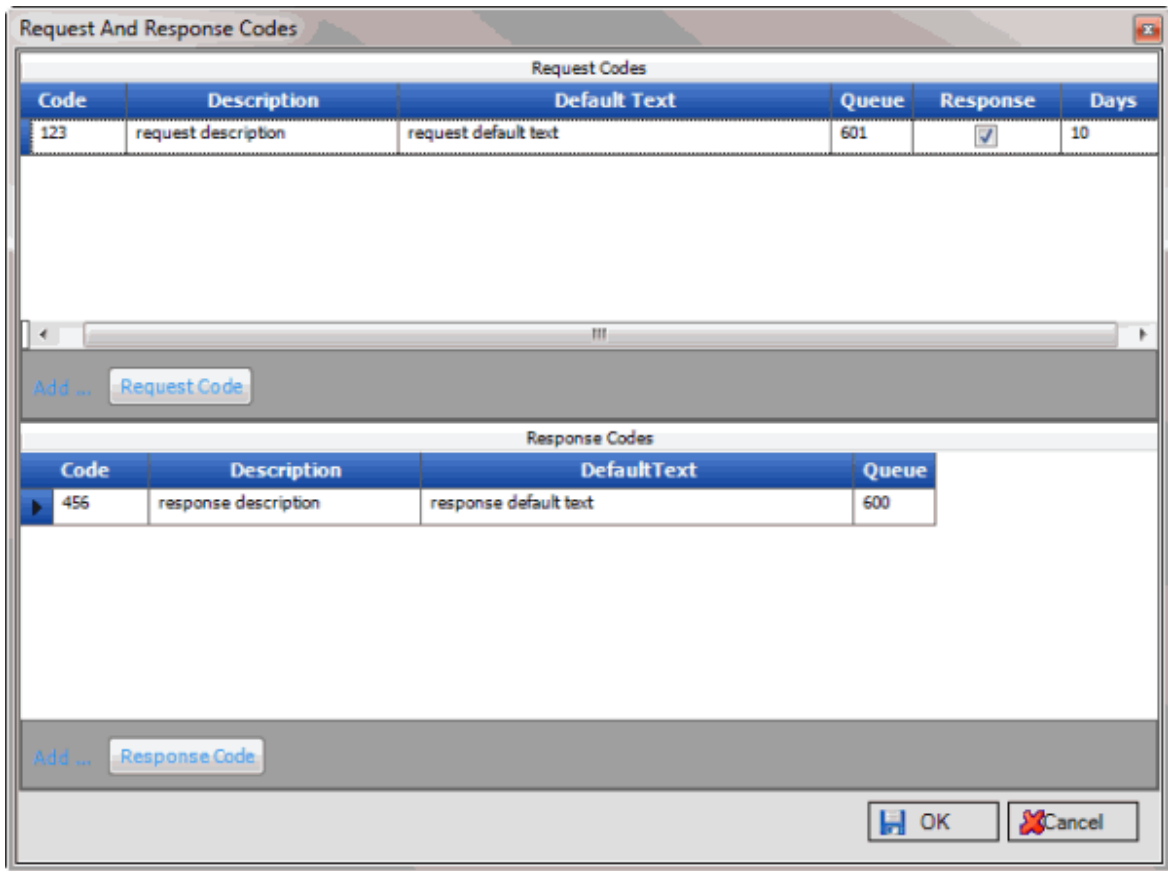 Request And Response Codes
Request Codes
Code Description Default Text Queue Response Days
123 request description request default text 601 10
Add ... Request Code
Response Codes
Code Description DefaultText Queue
456 response description response default text 600
Add ... Response Code
OK Cancel